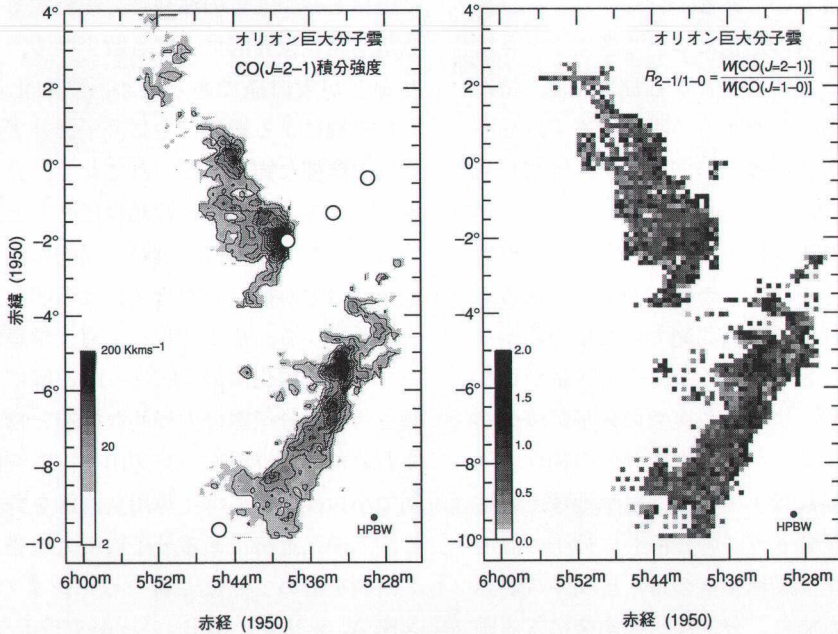 オリオン巨大分子雲
CO(J=2−1)積分強度
4°
2°
0°
−2°
−4°
−6°
−8°
−10°
赤緯 (1950)
200 Kkms⁻¹
20
2
HPBW
6ʰ00ᵐ
5ʰ52ᵐ
5ʰ44ᵐ
5ʰ36ᵐ
5ʰ28ᵐ
赤経 (1950)
オリオン巨大分子雲
R₂₋₁/₁₋₀ = W[CO(J=2−1)] / W[CO(J=1−0)]
4°
2°
0°
−2°
−4°
−6°
−8°
−10°
2.0
1.5
1.0
0.5
0.0
HPBW
6ʰ00ᵐ
5ʰ52ᵐ
5ʰ44ᵐ
5ʰ36ᵐ
5ʰ28ᵐ
赤経 (1950)